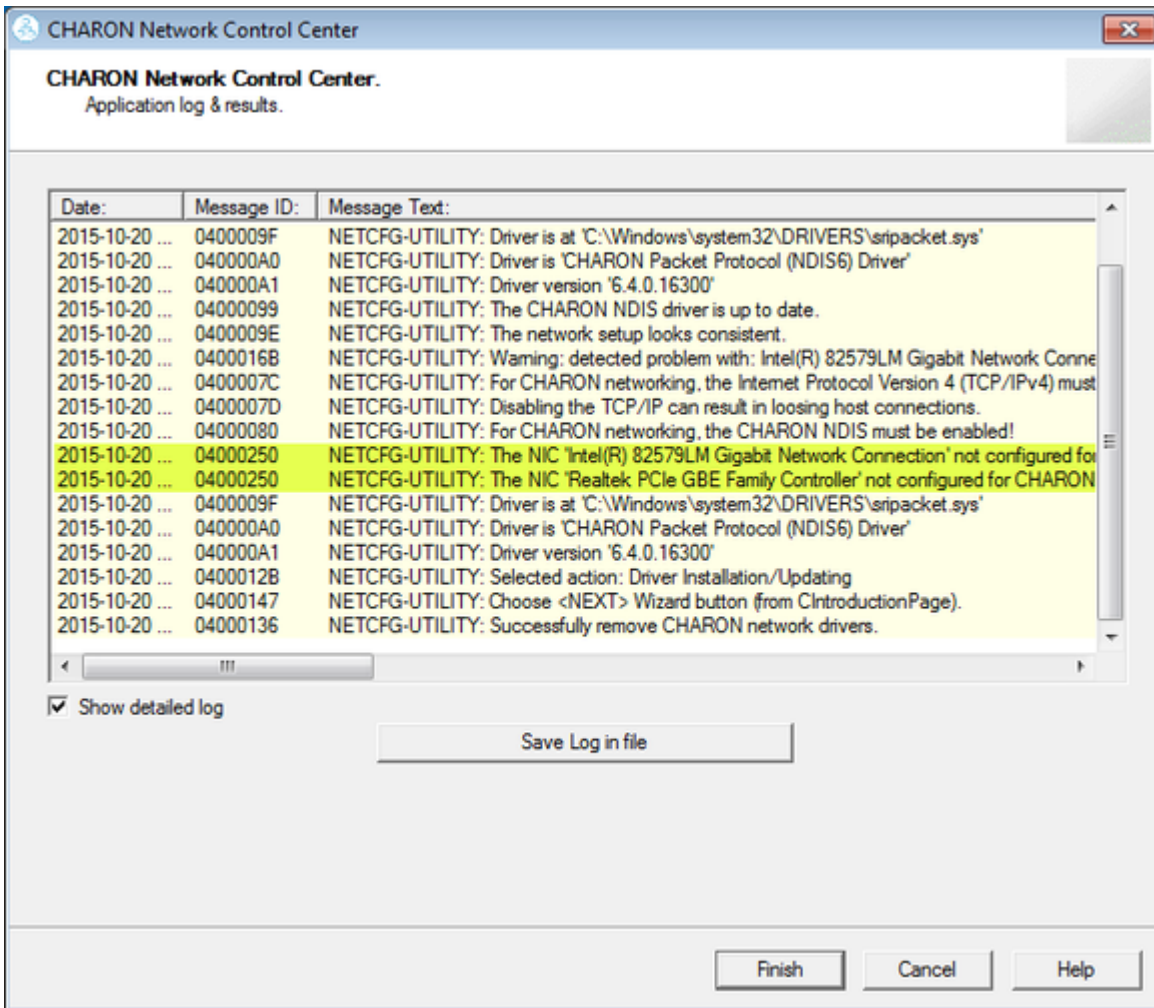 CHARON Network Control Center
CHARON Network Control Center.
Application log & results.
Date: Message ID: Message Text:
2015-10-20 ... 0400009F NETCFG-UTILITY: Driver is at 'C:\Windows\system32\DRIVERS\sripacket.sys'
2015-10-20 ... 040000A0 NETCFG-UTILITY: Driver is 'CHARON Packet Protocol (NDIS6) Driver'
2015-10-20 ... 040000A1 NETCFG-UTILITY: Driver version '6.4.0.16300'
2015-10-20 ... 04000099 NETCFG-UTILITY: The CHARON NDIS driver is up to date.
2015-10-20 ... 0400009E NETCFG-UTILITY: The network setup looks consistent.
2015-10-20 ... 0400016B NETCFG-UTILITY: Warning: detected problem with: Intel(R) 82579LM Gigabit Network Conne
2015-10-20 ... 0400007C NETCFG-UTILITY: For CHARON networking, the Internet Protocol Version 4 (TCP/IPv4) must
2015-10-20 ... 0400007D NETCFG-UTILITY: Disabling the TCP/IP can result in loosing host connections.
2015-10-20 ... 04000080 NETCFG-UTILITY: For CHARON networking, the CHARON NDIS must be enabled!
2015-10-20 ... 04000250 NETCFG-UTILITY: The NIC 'Intel(R) 82579LM Gigabit Network Connection' not configured for
2015-10-20 ... 04000250 NETCFG-UTILITY: The NIC 'Realtek PCIe GBE Family Controller' not configured for CHARON
2015-10-20 ... 0400009F NETCFG-UTILITY: Driver is at 'C:\Windows\system32\DRIVERS\sripacket.sys'
2015-10-20 ... 040000A0 NETCFG-UTILITY: Driver is 'CHARON Packet Protocol (NDIS6) Driver'
2015-10-20 ... 040000A1 NETCFG-UTILITY: Driver version '6.4.0.16300'
2015-10-20 ... 0400012B NETCFG-UTILITY: Selected action: Driver Installation/Updating
2015-10-20 ... 04000147 NETCFG-UTILITY: Choose <NEXT> Wizard button (from CIntroductionPage).
2015-10-20 ... 04000136 NETCFG-UTILITY: Successfully remove CHARON network drivers.
Show detailed log
Save Log in file
Finish Cancel Help